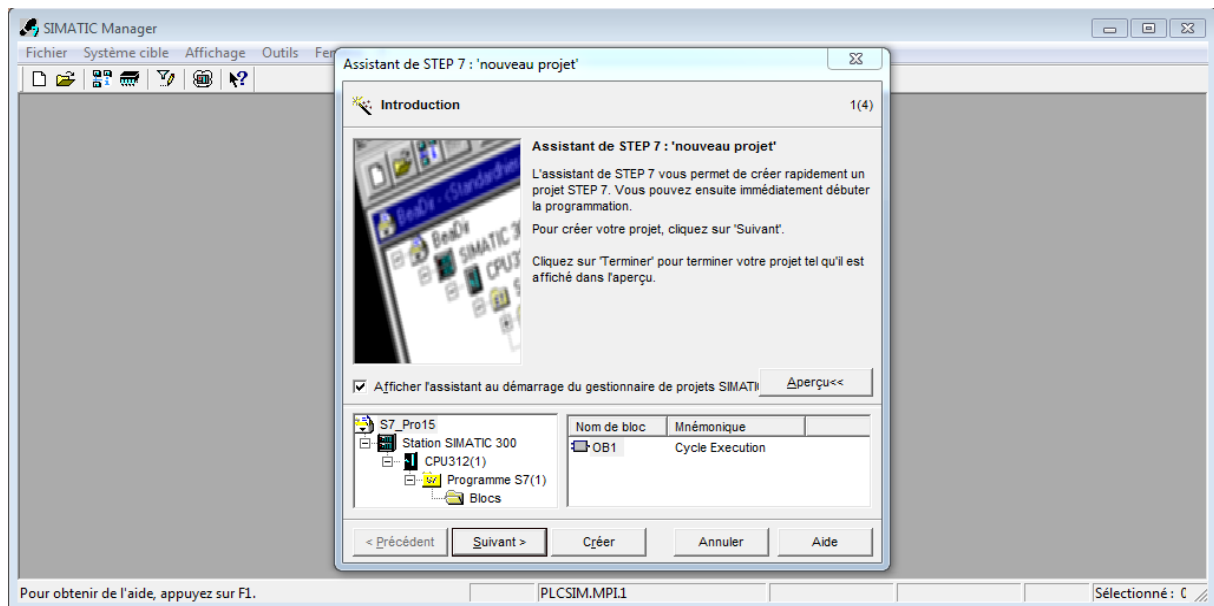 SIMATIC Manager
Fichier Système cible Affichage Outils Fer
Assistant de STEP 7 : 'nouveau projet'
Introduction 1(4)
Assistant de STEP 7 : 'nouveau projet'
L'assistant de STEP 7 vous permet de créer rapidement un
projet STEP 7. Vous pouvez ensuite immédiatement débuter
la programmation.
Pour créer votre projet, cliquez sur 'Suivant'.
Cliquez sur 'Terminer' pour terminer votre projet tel qu'il est
affiché dans l'aperçu.
Afficher l'assistant au démarrage du gestionnaire de projets SIMATI
Aperçu<<
S7_Pro15
Station SIMATIC 300
CPU312(1)
Programme S7(1)
Blocs
Nom de bloc Mnémonique
OB1 Cycle Execution
< Précédent Suivant > Créer Annuler Aide
Pour obtenir de l'aide, appuyez sur F1. PLCSIM.MPI.1 Sélectionné :